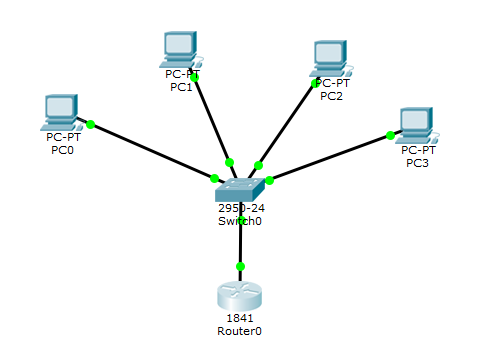 PC-PT
PC1
PC-PT
PC2
PC-PT
PC0
PC-PT
PC3
2950-24
Switch0
1841
Router0